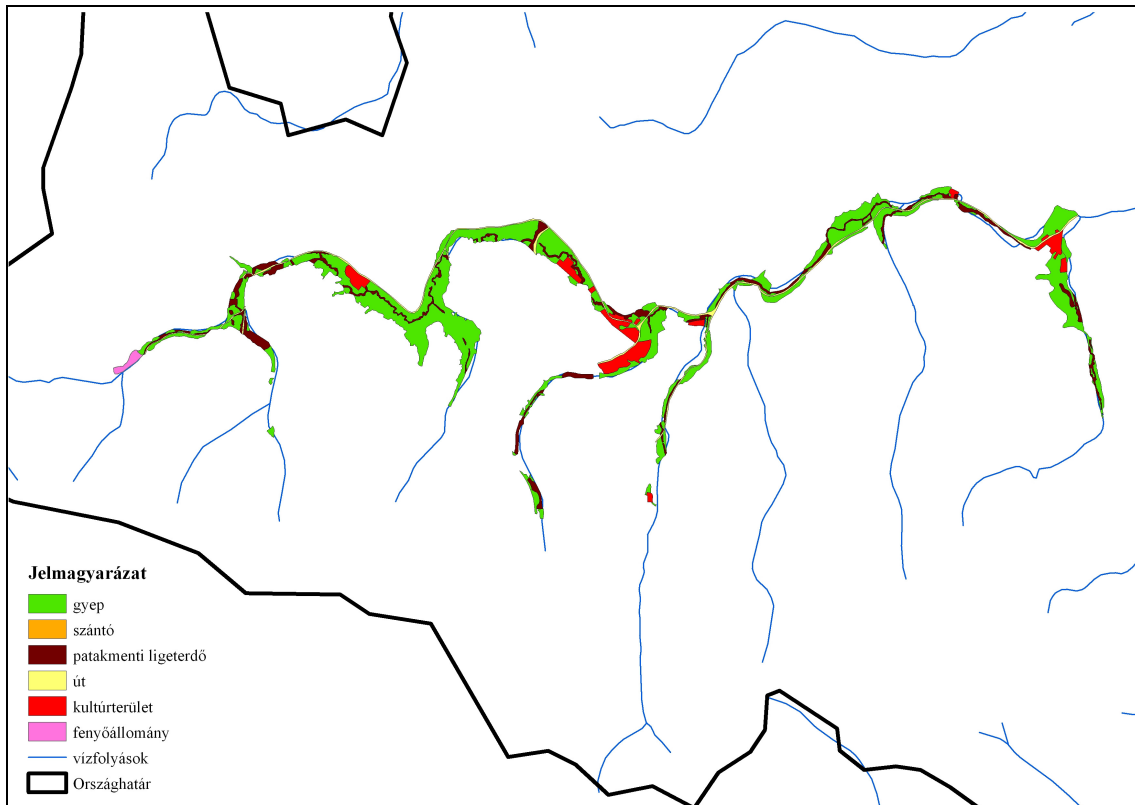 Jelmagyarázat
gyep
szántó
patakmenti ligeterdő
út
kultúrterület
fenyőállomány
vízfolyások
Országhatár